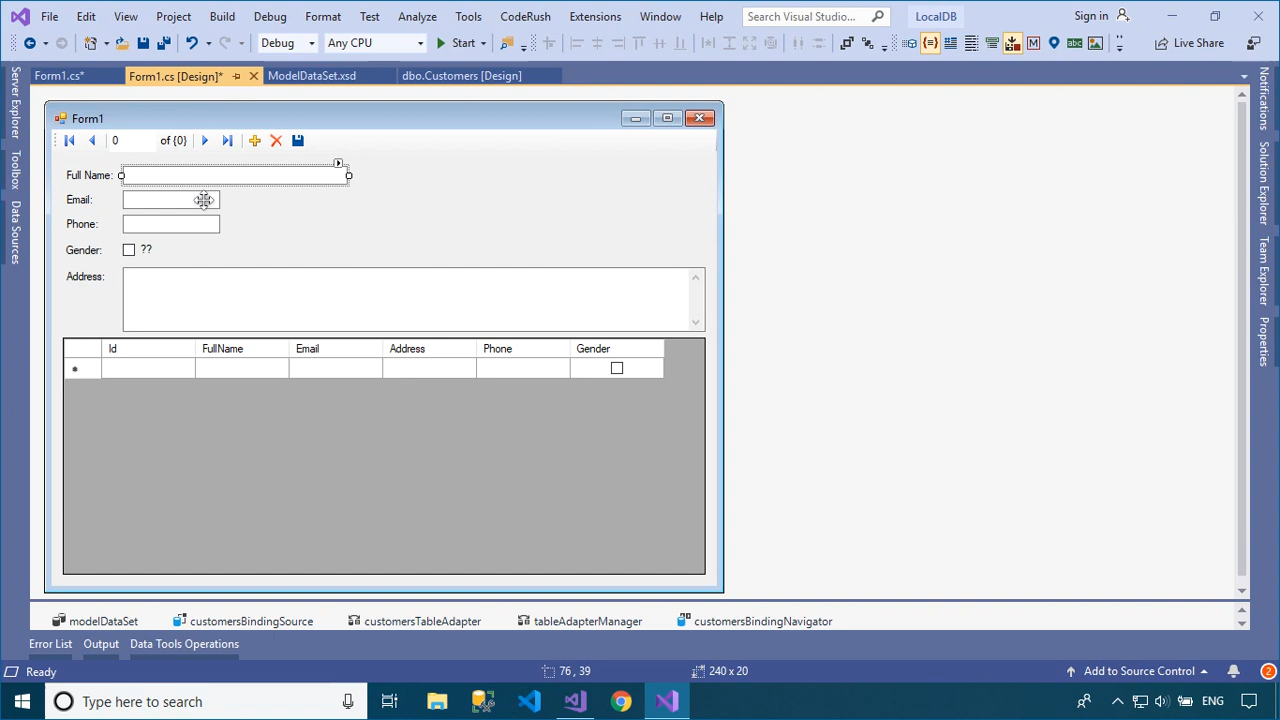 File Edit View Project Build Debug Format Test Analyze Tools CodeRush Extensions Window Help Search Visual Studio... LocalDB Sign in
Debug Any CPU Start Live Share
Form1.cs* Form1.cs [Design]* ModelDataSet.xsd dbo.Customers [Design]
Server Explorer
Toolbox
Data Sources
Form1
0 of {0}
Full Name:
Email:
Phone:
Gender: ??
Address:
Id FullName Email Address Phone Gender
modelDataSet customersBindingSource customersTableAdapter tableAdapterManager customersBindingNavigator
Notifications
Solution Explorer
Team Explorer
Properties
Error List Output Data Tools Operations
Ready 76 , 39 240 x 20 Add to Source Control 2
Type here to search ENG